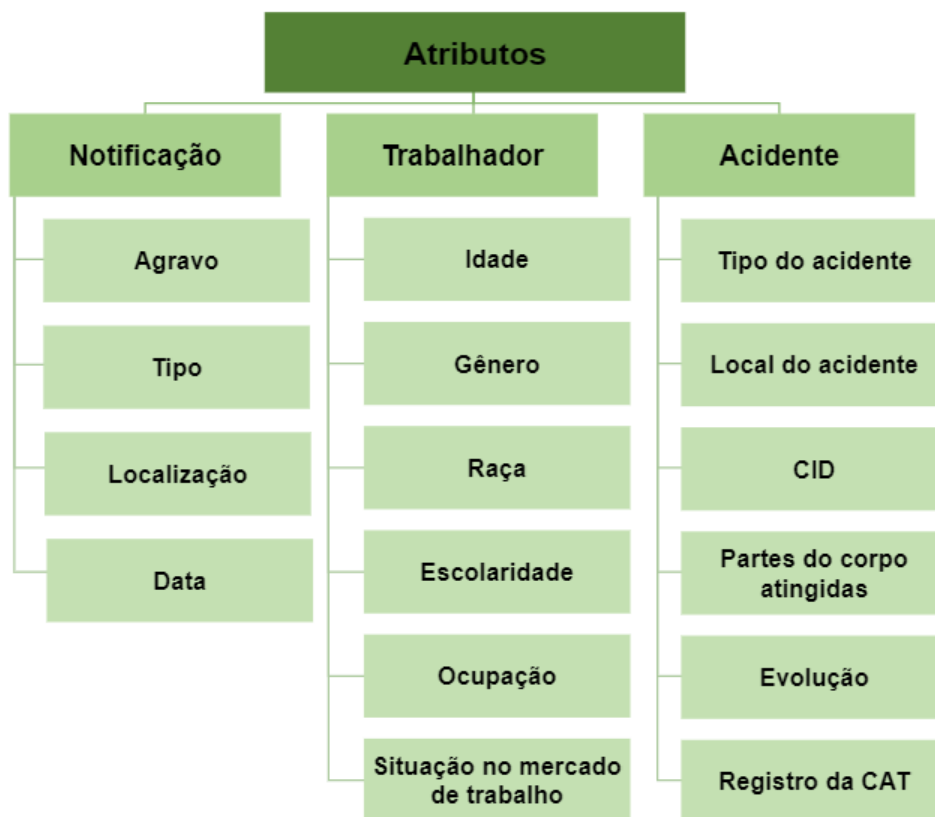 Atributos
Notificação
Agravo
Tipo
Localização
Data
Trabalhador
Idade
Gênero
Raça
Escolaridade
Ocupação
Situação no mercado
de trabalho
Acidente
Tipo do acidente
Local do acidente
CID
Partes do corpo
atingidas
Evolução
Registro da CAT